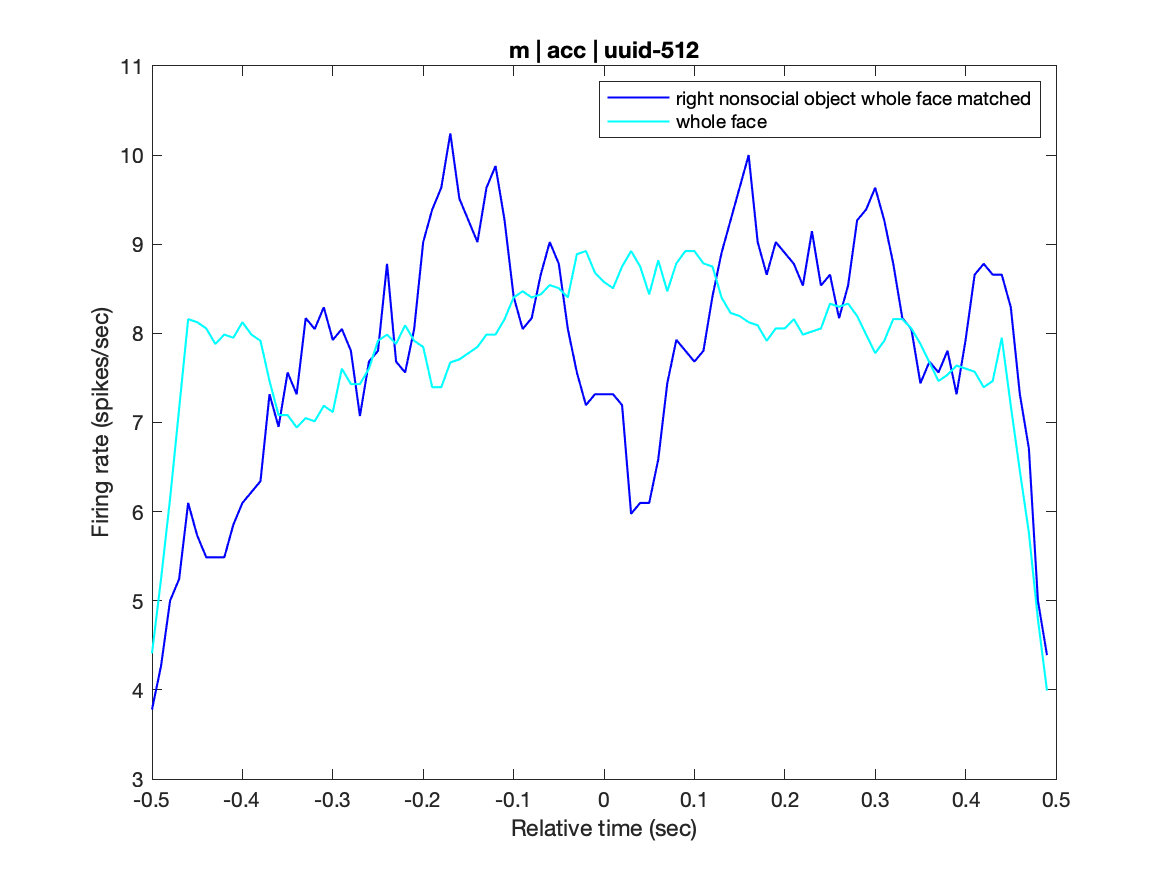 m | acc | uuid-512
right nonsocial object whole face matched
whole face
Firing rate (spikes/sec)
11
10
9
8
7
6
5
4
3
-0.5 -0.4 -0.3 -0.2 -0.1 0 0.1 0.2 0.3 0.4 0.5
Relative time (sec)